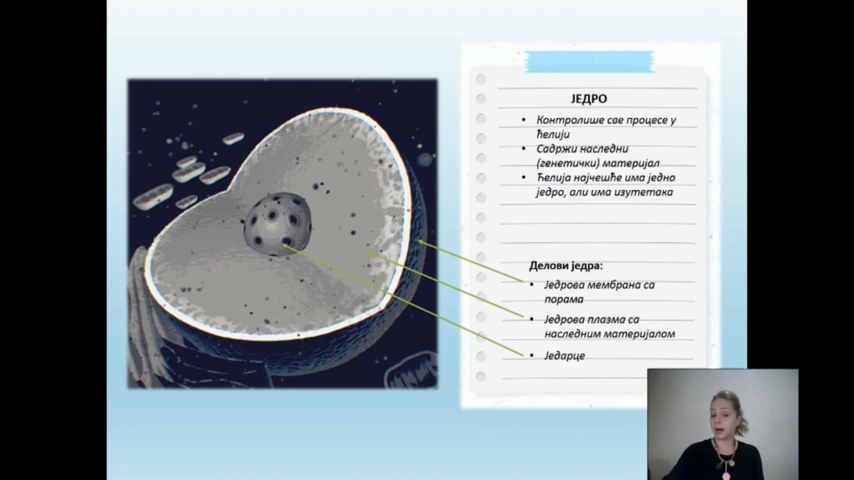 ЈЕДРО
• Контролише све процесе у
ћелији
• Садржи наследни
(генетички) материјал
• Ћелија најчешће има једно
једро, али има изутетака
Делови једра:
• Једрова мембрана са
порама
• Једрова плазма са
наследним материјалом
• Једарце